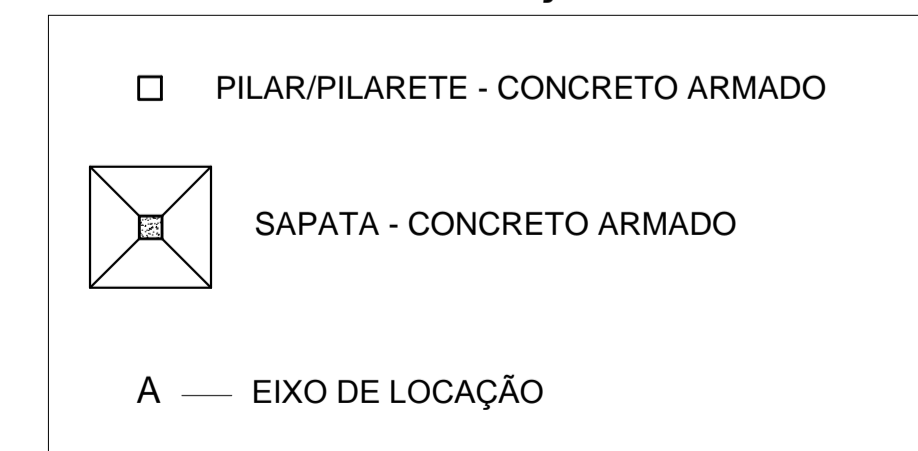 PILAR/PILARETE - CONCRETO ARMADO
SAPATA - CONCRETO ARMADO
A — EIXO DE LOCAÇÃO